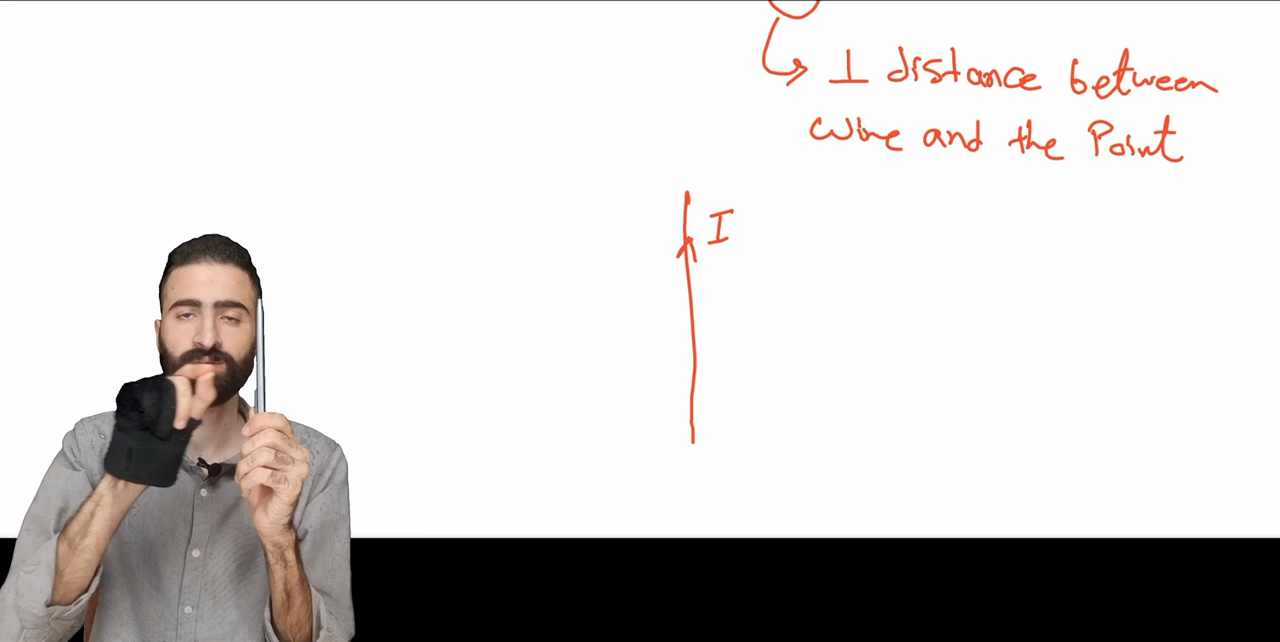 ⊥ distance between
wire and the Point
I